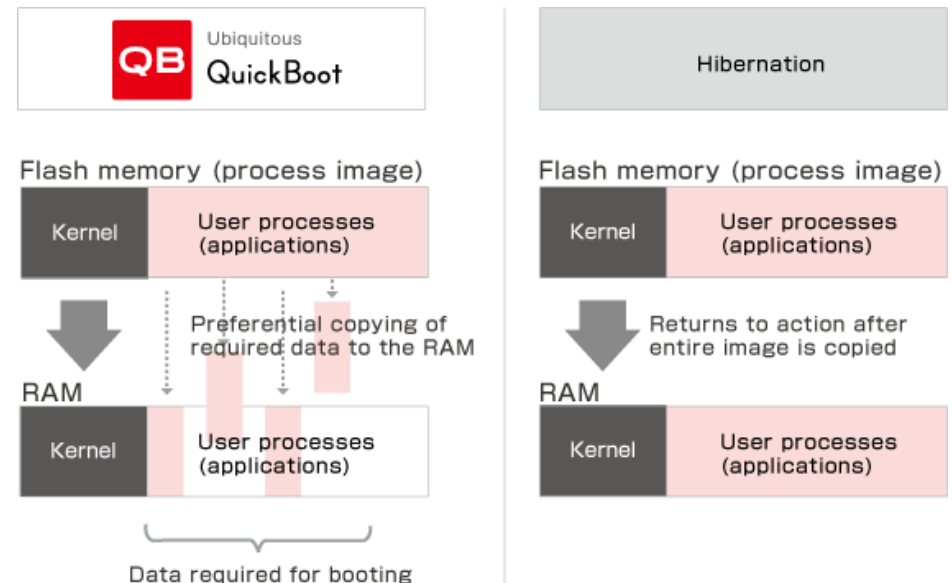 QB
Ubiquitous
QuickBoot
Flash memory (process image)
Kernel
User processes
(applications)
Preferential copying of
required data to the RAM
RAM
Kernel
User processes
(applications)
Data required for booting
Hibernation
Flash memory (process image)
Kernel
User processes
(applications)
Returns to action after
entire image is copied
RAM
Kernel
User processes
(applications)